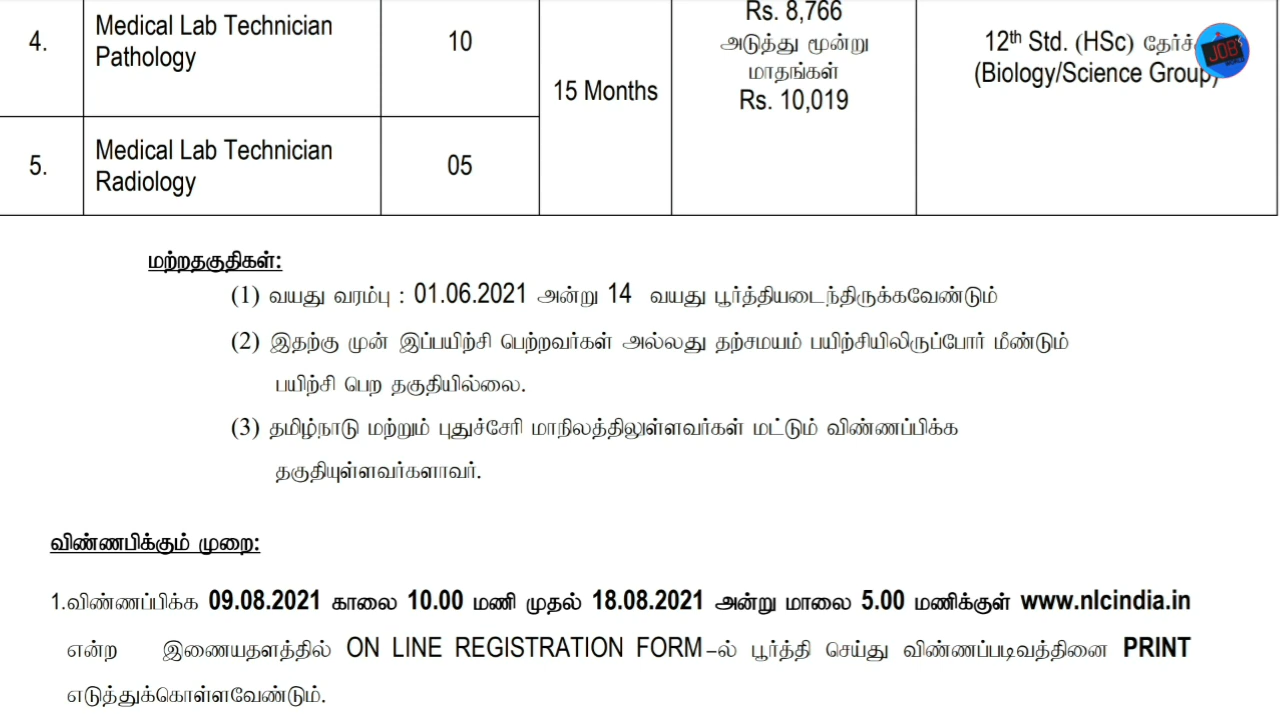 4.
Medical Lab Technician
Pathology
10
15 Months
Rs. 8,766
அடுத்து மூன்று
மாதங்கள்
Rs. 10,019
12th Std. (HSc)
(Biology/Science Group)
JOB
5.
Medical Lab Technician
Radiology
05
மற்றதகுதிகள்:
(1) வயது வரம்பு : 01.06.2021 அன்று 14 வயது பூர்த்தியடைந்திருக்கவேண்டும்
(2) இதற்கு முன் இப்பயிற்சி பெற்றவர்கள் அல்லது தற்சமயம் பயிற்சியிலிருப்போர் மீண்டும்
பயிற்சி பெற தகுதியில்லை.
(3) தமிழ்நாடு மற்றும் புதுச்சேரி மாநிலத்திலுள்ளவர்கள் மட்டும் விண்ணப்பிக்க
தகுதியுள்ளவர்களாவர்.
விண்ணபிக்கும் முறை:
1.விண்ணப்பிக்க 09.08.2021 காலை 10.00 மணி முதல் 18.08.2021 அன்று மாலை 5.00 மணிக்குள் www.nlcindia.in
என்ற இணையதளத்தில் ON LINE REGISTRATION FORM–ல் பூர்த்தி செய்து விண்ணப்படிவத்தினை PRINT
எடுத்துக்கொள்ளவேண்டும்.